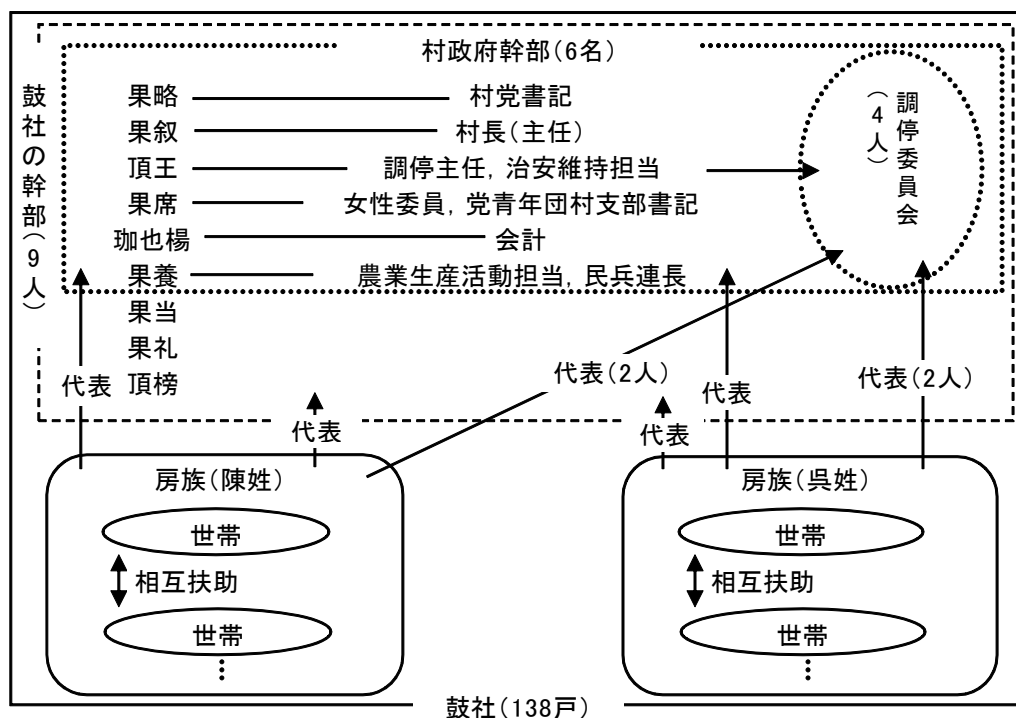 村政府幹部(6名)
鼓社の幹部(9人)
果略 村党書記
果叙 村長(主任)
頂王 調停主任,治安維持担当
果席 女性委員,党青年団村支部書記
珈也楊 会計
果養 農業生産活動担当,民兵連長
果当
果礼
頂榜
調停委員会
(4人)
代表
代表
代表(2人)
代表
代表
代表(2人)
房族(陳姓)
世帯
相互扶助
世帯
房族(呉姓)
世帯
相互扶助
世帯
鼓社(138戸)